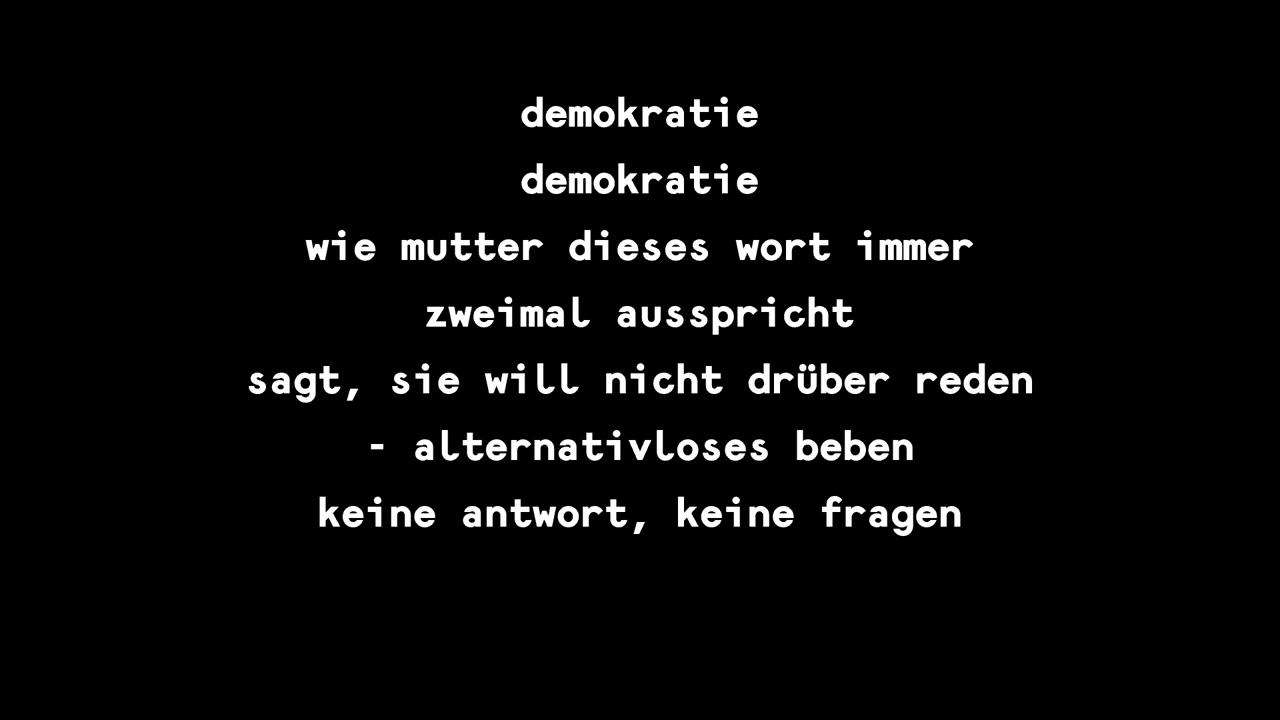 demokratie
demokratie
wie mutter dieses wort immer
zweimal ausspricht
sagt, sie will nicht drüber reden
- alternativloses beben
keine antwort, keine fragen